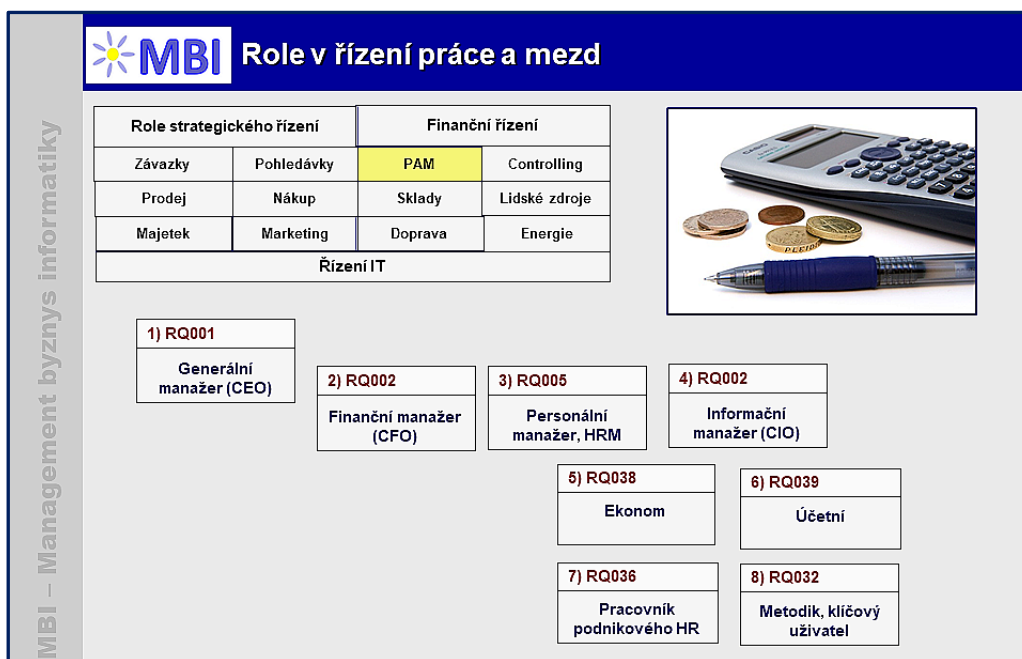 MBI
Role v řízení práce a mezd
MBI – Management byznys informatiky
Role strategického řízení
Finanční řízení
Závazky
Pohledávky
PAM
Controlling
Prodej
Nákup
Sklady
Lidské zdroje
Majetek
Marketing
Doprava
Energie
Řízení IT
CASIO
1) RQ001
Generální
manažer (CEO)
2) RQ002
Finanční manažer
(CFO)
3) RQ005
Personální
manažer, HRM
4) RQ002
Informační
manažer (CIO)
5) RQ038
Ekonom
6) RQ039
Účetní
7) RQ036
Pracovník
podnikového HR
8) RQ032
Metodik, klíčový
uživatel